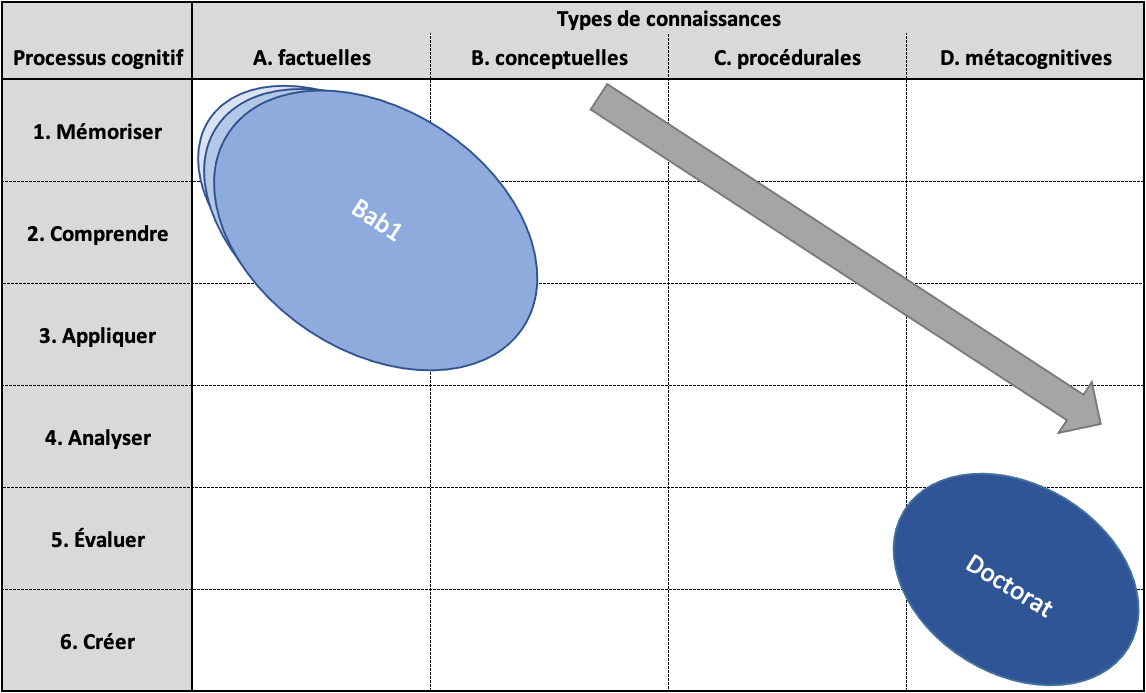 Types de connaissances
Processus cognitif
A. factuelles
B. conceptuelles
C. procédurales
D. métacognitives
1. Mémoriser
Bab1
2. Comprendre
3. Appliquer
4. Analyser
5. Évaluer
Doctorat
6. Créer